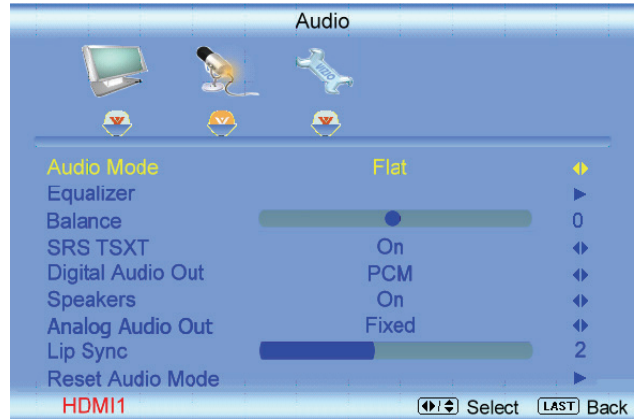 Audio
VIZIO
Audio Mode Flat
Equalizer
Balance 0
SRS TSXT On
Digital Audio Out PCM
Speakers On
Analog Audio Out Fixed
Lip Sync 2
Reset Audio Mode
HDMI1 Select LAST Back